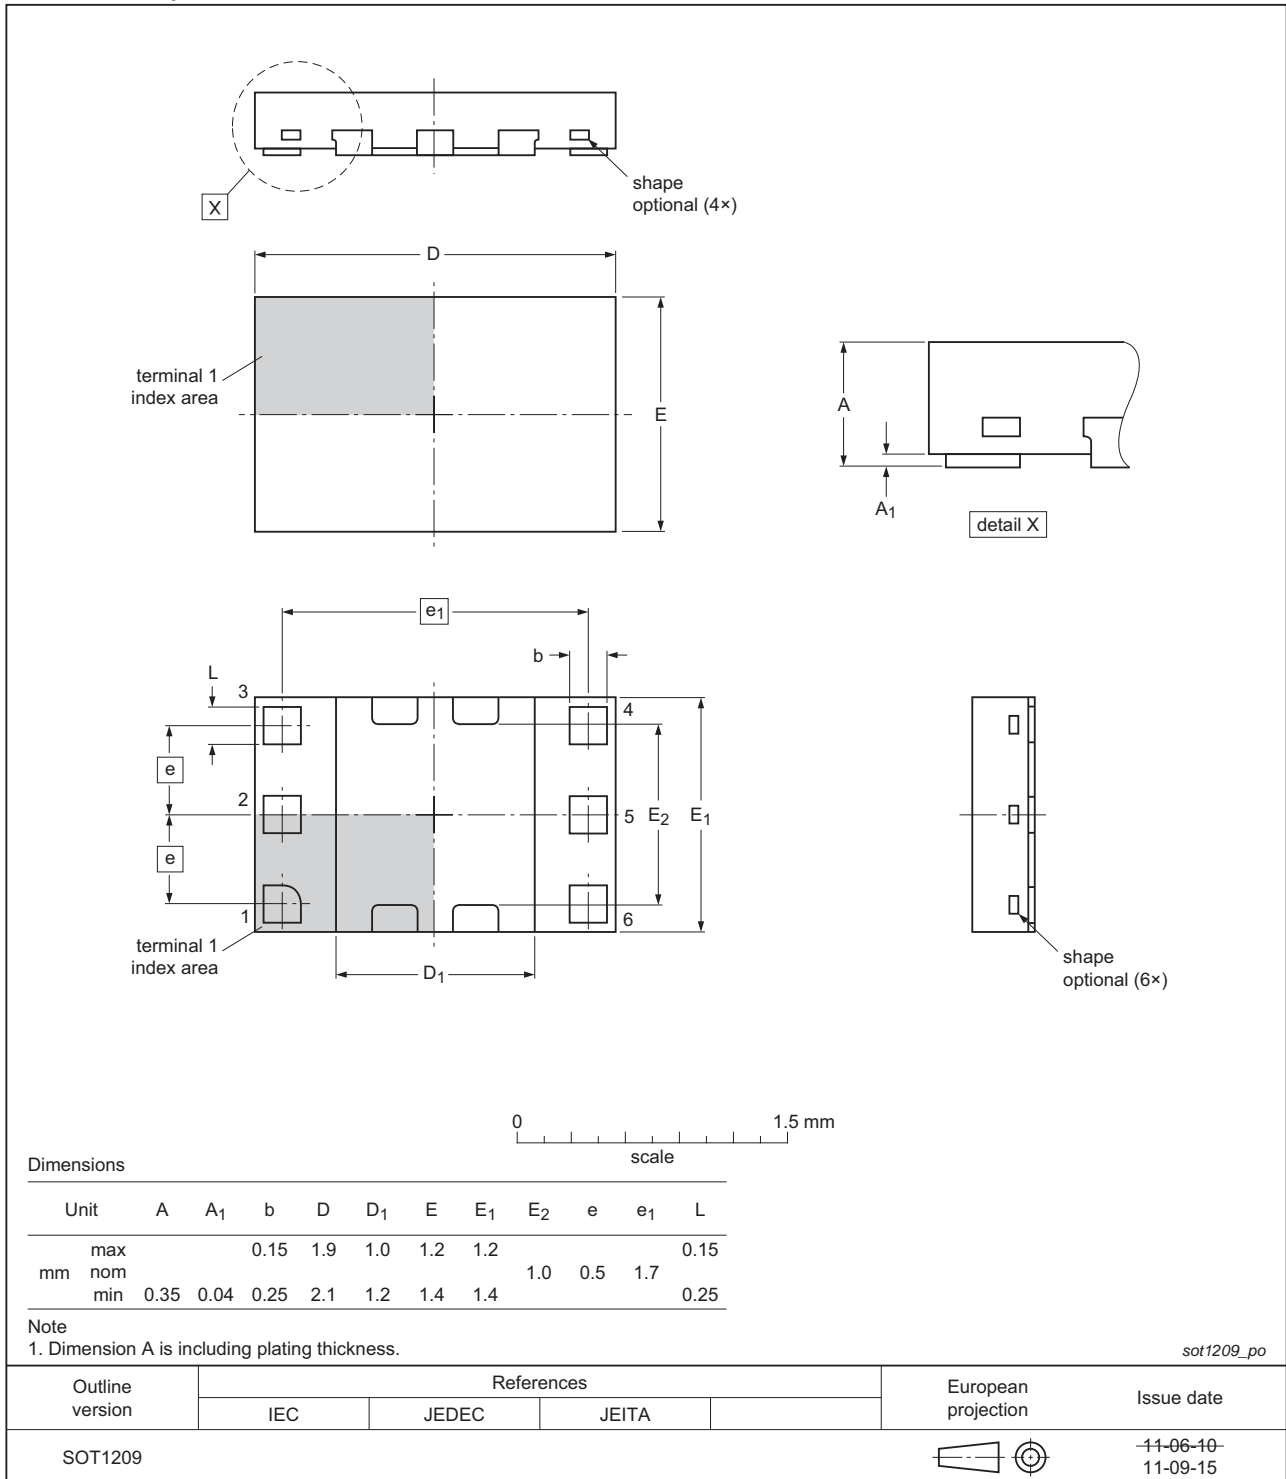 X
shape
optional (4×)
D
terminal 1
index area
E
A
A1
detail X
e1
b
L
3
4
e
2
5
E2
E1
e
1
6
terminal 1
index area
D1
shape
optional (6×)
0 1.5 mm
scale
Dimensions
Unit A A1 b D D1 E E1 E2 e e1 L
max 0.15 1.9 1.0 1.2 1.2 0.15
mm nom 1.0 0.5 1.7
min 0.35 0.04 0.25 2.1 1.2 1.4 1.4 0.25
Note
1. Dimension A is including plating thickness.
sot1209_po
Outline version References European projection Issue date
IEC JEDEC JEITA
SOT1209
11-06-10
11-09-15